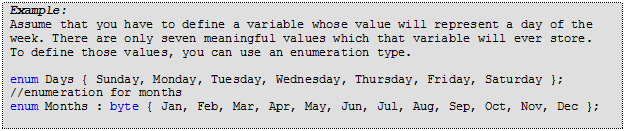 Example:
Assume that you have to define a variable whose value will represent a day of the
week. There are only seven meaningful values which that variable will ever store.
To define those values, you can use an enumeration type.
enum Days { Sunday, Monday, Tuesday, Wednesday, Thursday, Friday, Saturday };
//enumeration for months
enum Months : byte { Jan, Feb, Mar, Apr, May, Jun, Jul, Aug, Sep, Oct, Nov, Dec };